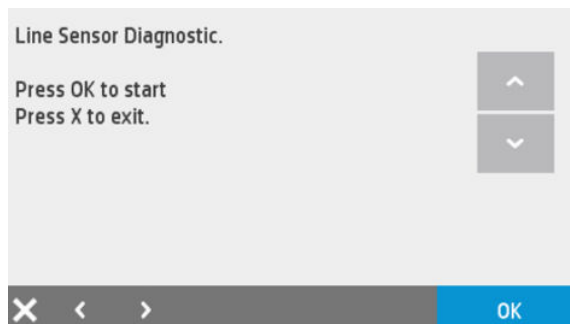 Line Sensor Diagnostic.
Press OK to start
Press X to exit.
OK